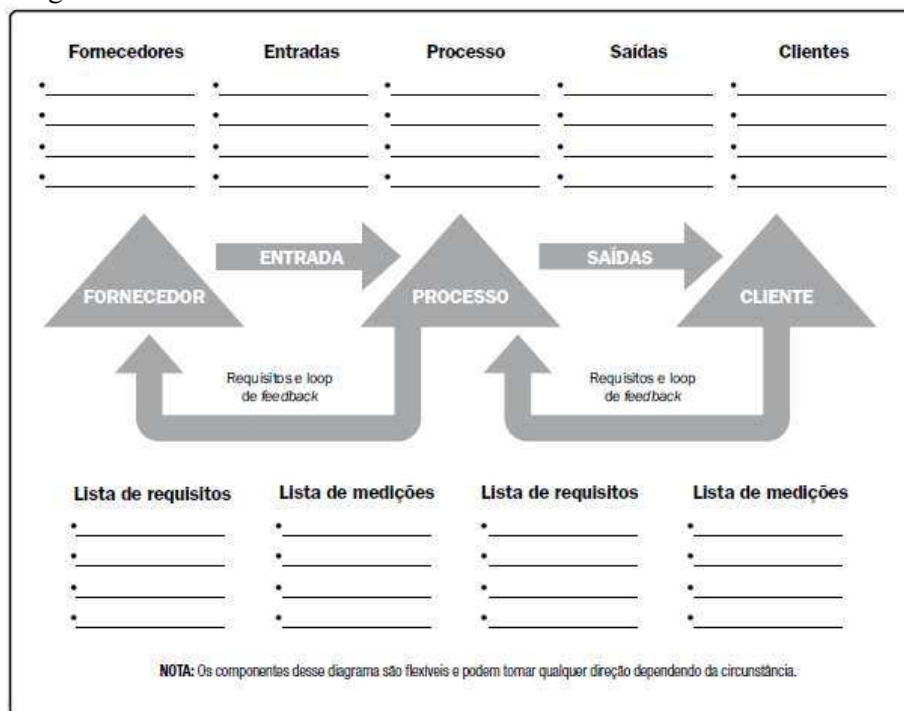 Fornecedores Entradas Processo Saídas Clientes
ENTRADA SAÍDAS
FORNECEDOR PROCESSO CLIENTE
Requisitos e loop
de feedback
Requisitos e loop
de feedback
Lista de requisitos Lista de medições Lista de requisitos Lista de medições
NOTA: Os componentes desse diagrama são flexíveis e podem tomar qualquer direção dependendo da circunstância.